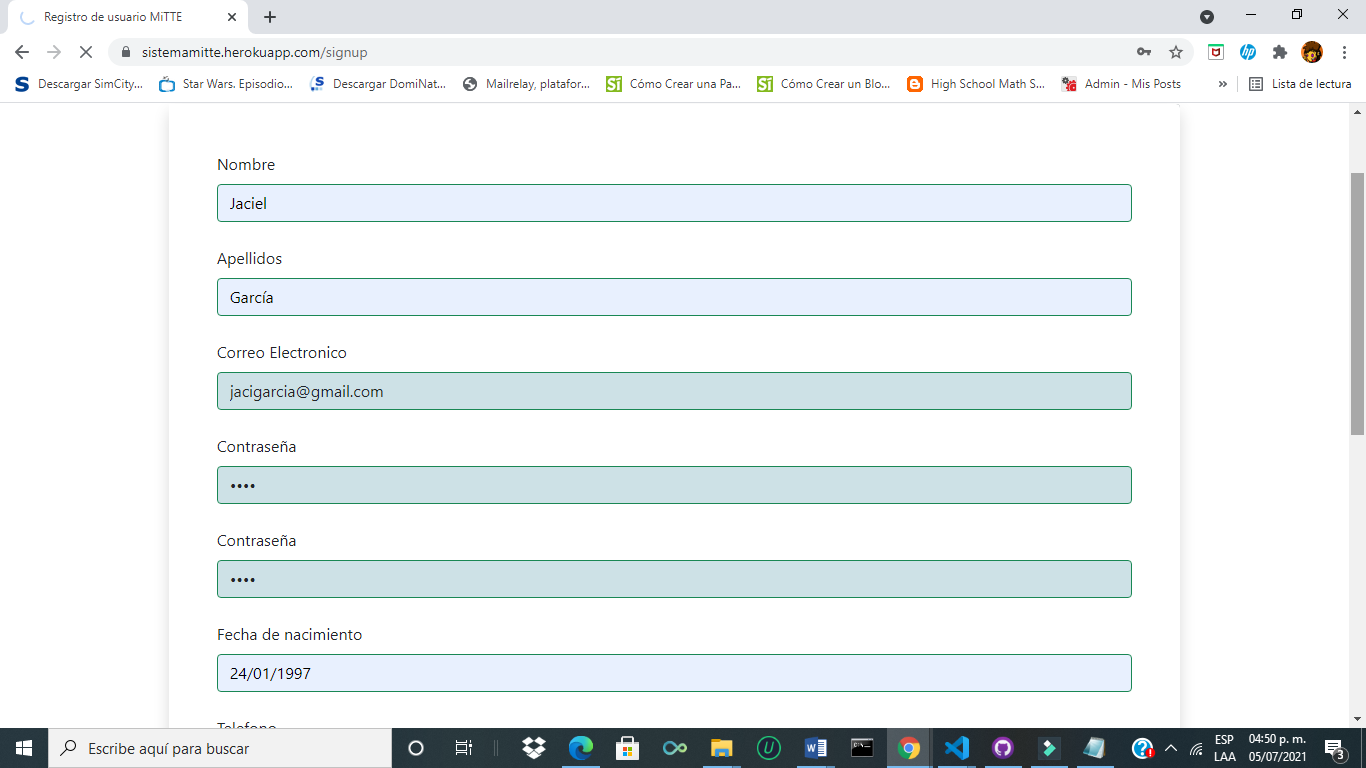 Registro de usuario MiTTE
sistemamitte.herokuapp.com/signup
Descargar SimCity... Star Wars. Episodio... Descargar DomiNat... Mailrelay, platafor... Cómo Crear una Pa... Cómo Crear un Blo... High School Math S... Admin - Mis Posts » Lista de lectura
Nombre
Jaciel
Apellidos
García
Correo Electronico
jacigarcia@gmail.com
Contraseña
••••
Contraseña
••••
Fecha de nacimiento
24/01/1997
Telefono
Escribe aquí para buscar
ESP 04:50 p. m.
LAA 05/07/2021
3